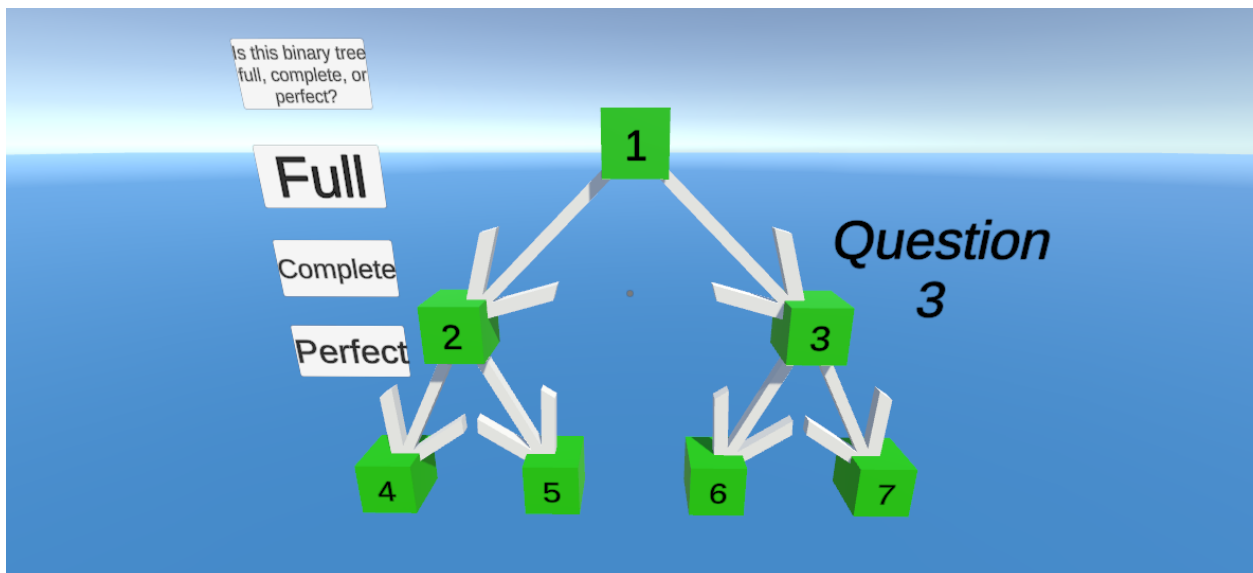 Is this binary tree
full, complete, or
perfect?
Full
Complete
Perfect
1
Question
3
2
3
4
5
6
7